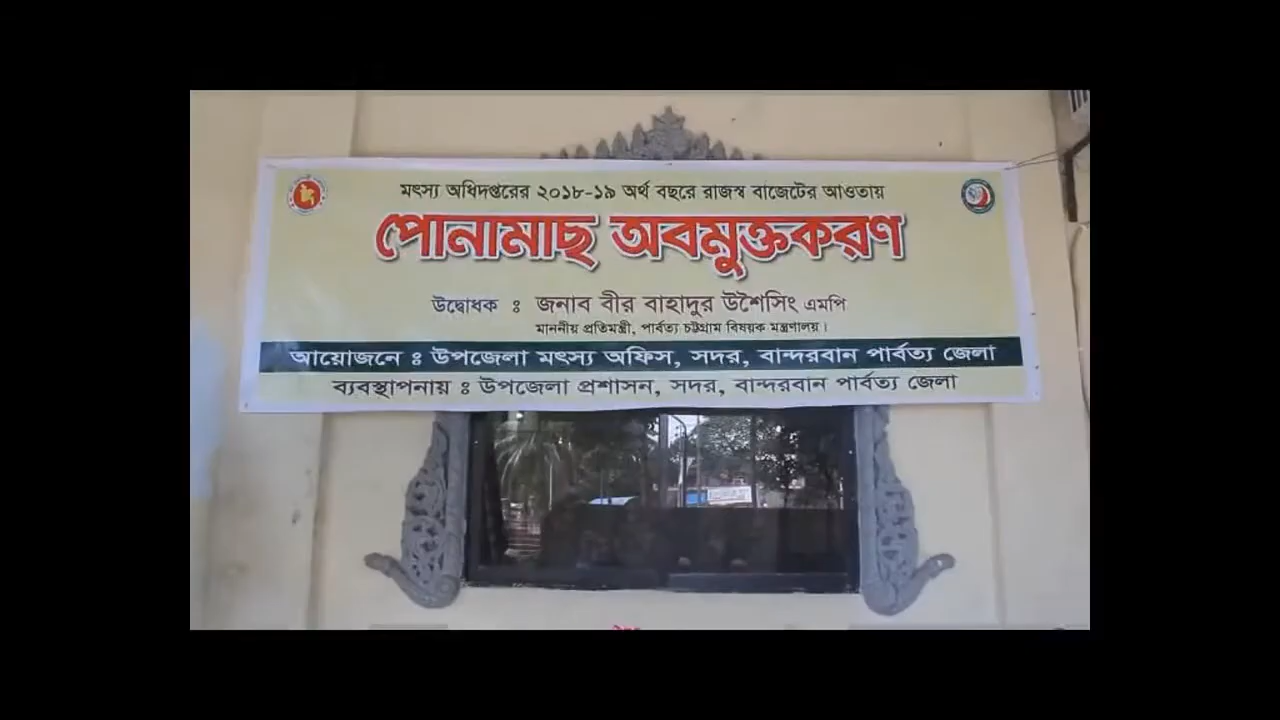 মৎস্য অধিদপ্তরের ২০১৮-১৯ অর্থ বছরে রাজস্ব বাজেটের আওতায়
পোনামাছ অবমুক্তকরণ
উদ্বোধক ঃ জনাব বীর বাহাদুর উশৈসিং এমপি
মাননীয় প্রতিমন্ত্রী, পার্বত্য চট্টগ্রাম বিষয়ক মন্ত্রণালয়।
আয়োজনে ঃ উপজেলা মৎস্য অফিস, সদর, বান্দরবান পার্বত্য জেলা
ব্যবস্থাপনায় ঃ উপজেলা প্রশাসন, সদর, বান্দরবান পার্বত্য জেলা